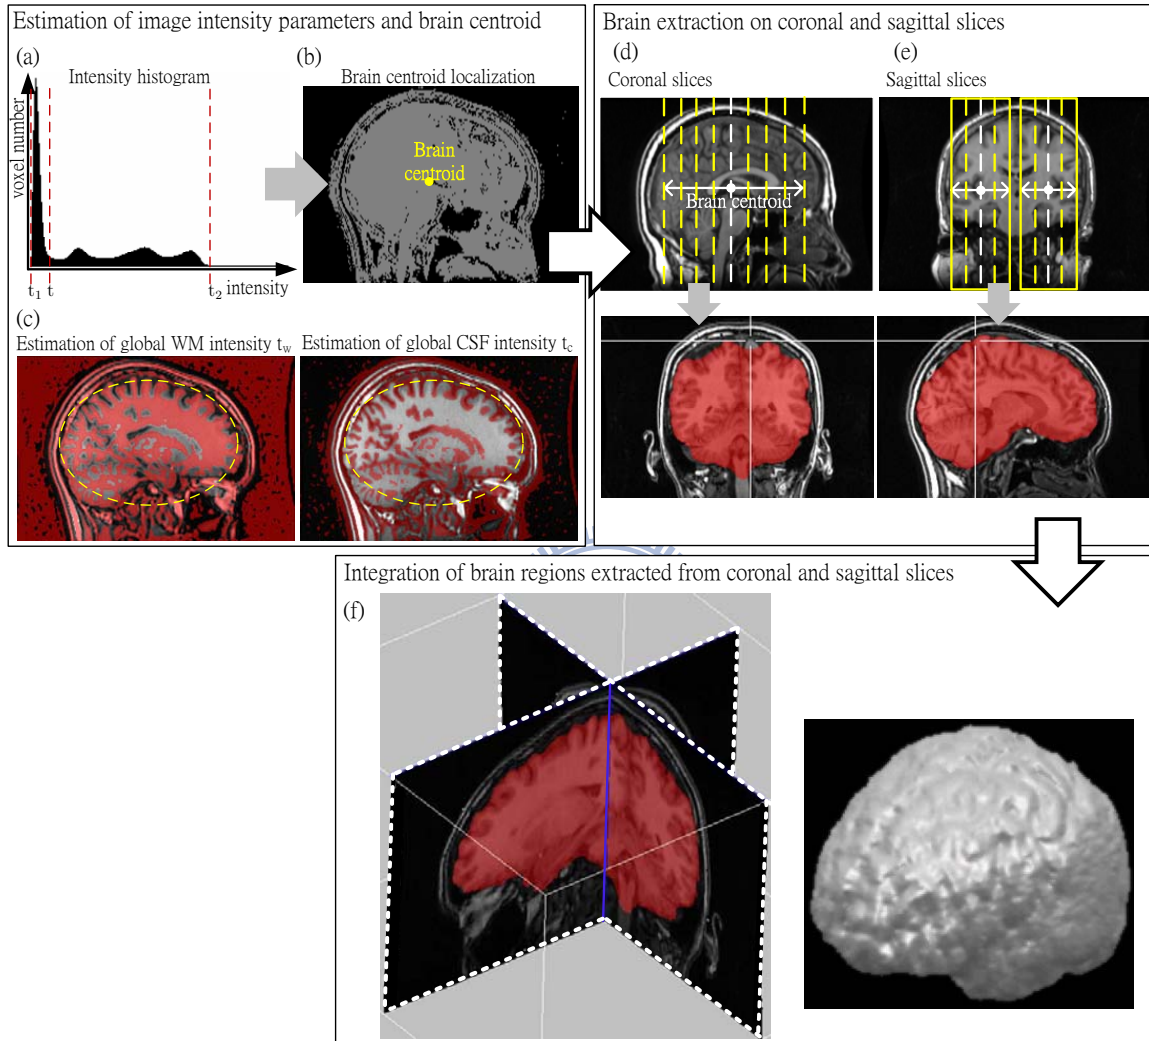 Estimation of image intensity parameters and brain centroid
(a)
Intensity histogram
voxel number
t1 t t2 intensity
(b)
Brain centroid localization
Brain
centroid
(c)
Estimation of global WM intensity tw
Estimation of global CSF intensity tc
Brain extraction on coronal and sagittal slices
(d)
Coronal slices
Brain centroid
(e)
Sagittal slices
Integration of brain regions extracted from coronal and sagittal slices
(f)